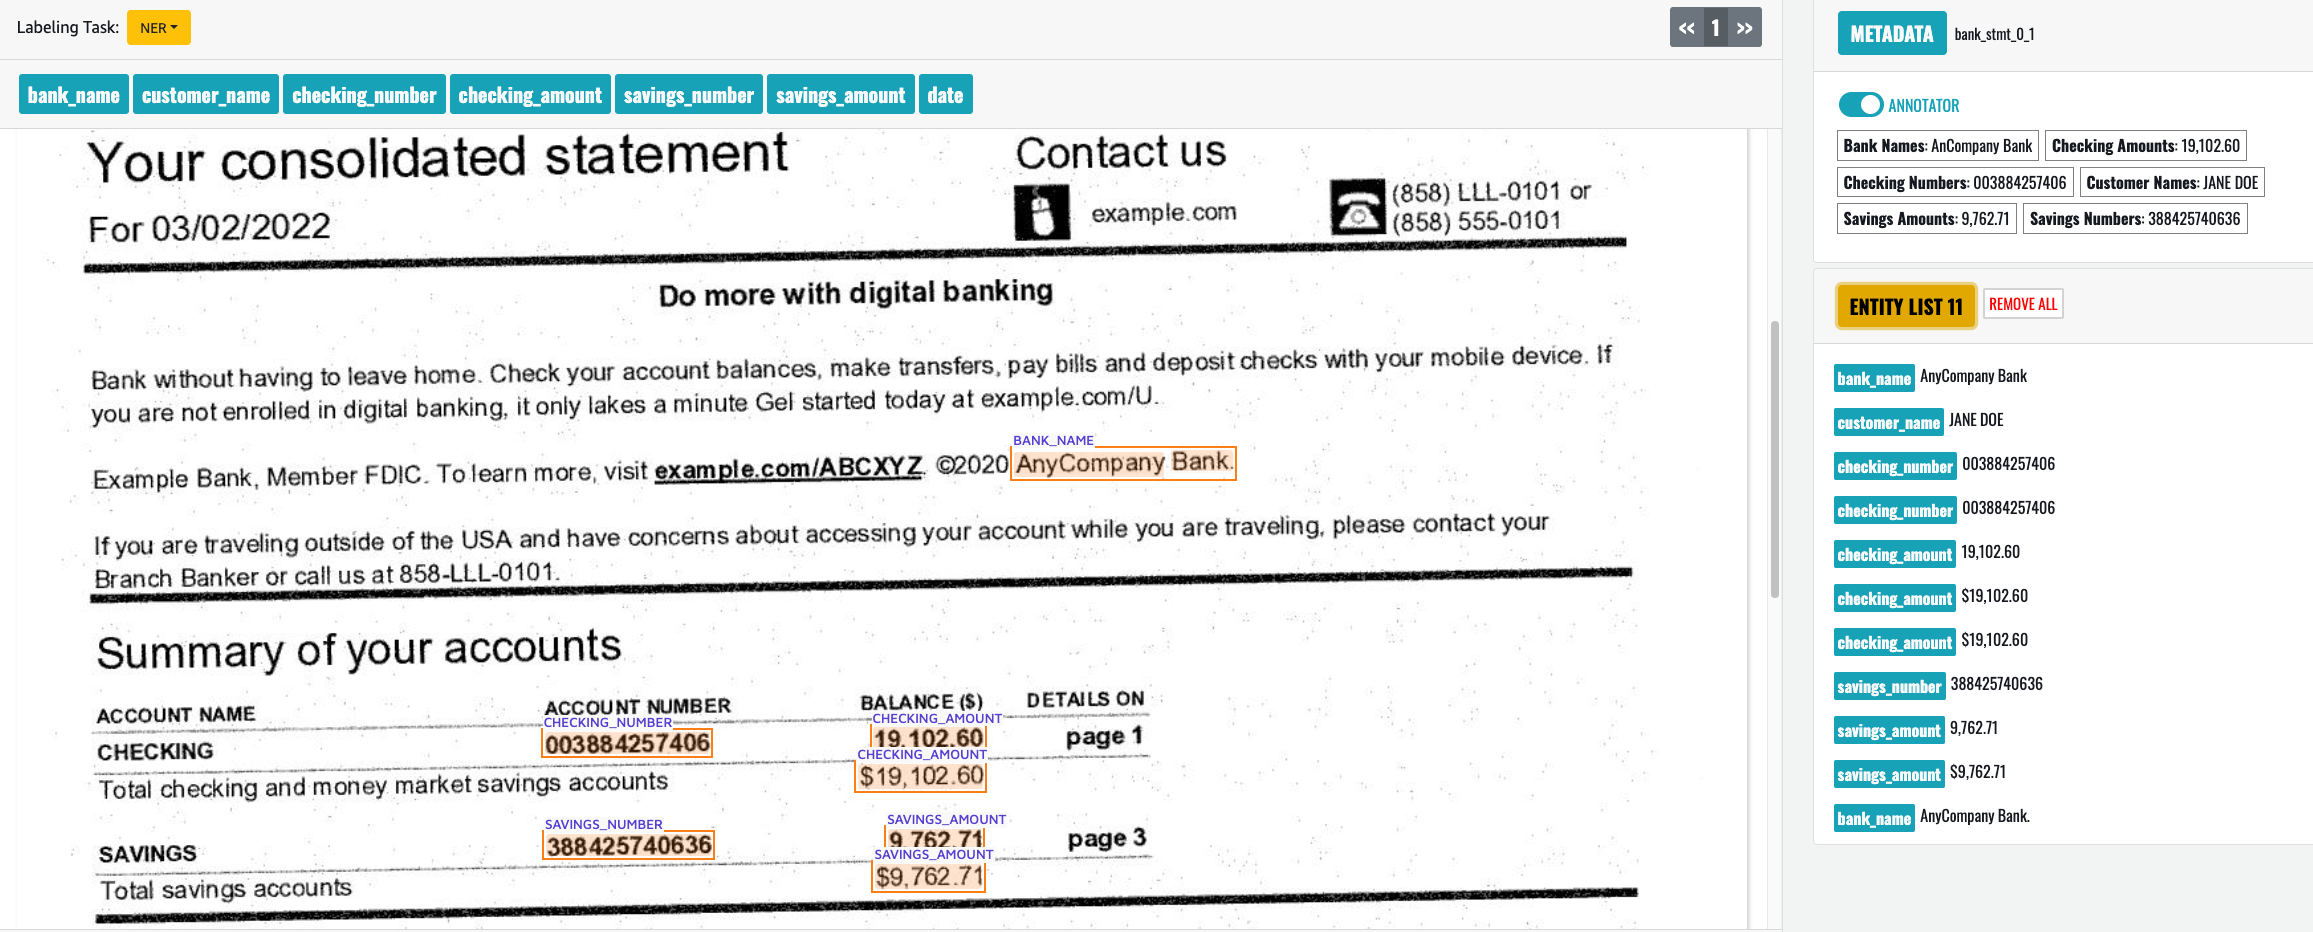 Labeling Task: NER
« 1 »
bank_name customer_name checking_number checking_amount savings_number savings_amount date
Your consolidated statement
For 03/02/2022
Contact us
example.com
(858) LLL-0101 or
(858) 555-0101
Do more with digital banking
Bank without having to leave home. Check your account balances, make transfers, pay bills and deposit checks with your mobile device. If
you are not enrolled in digital banking, it only lakes a minute Gel started today at example.com/U.
BANK_NAME
Example Bank, Member FDIC. To learn more, visit example.com/ABCXYZ. ©2020 AnyCompany Bank.
If you are traveling outside of the USA and have concerns about accessing your account while you are traveling, please contact your
Branch Banker or call us at 858-LLL-0101.
Summary of your accounts
ACCOUNT NAME ACCOUNT NUMBER BALANCE ($) DETAILS ON
CHECKING_NUMBER CHECKING_AMOUNT
CHECKING 003884257406 19,102.60 page 1
CHECKING_AMOUNT
Total checking and money market savings accounts $19,102.60
SAVINGS_NUMBER SAVINGS_AMOUNT
SAVINGS 388425740636 9,762.71 page 3
SAVINGS_AMOUNT
Total savings accounts $9,762.71
METADATA bank_stmt_0_1
ANNOTATOR
Bank Names: AnCompany Bank Checking Amounts: 19,102.60
Checking Numbers: 003884257406 Customer Names: JANE DOE
Savings Amounts: 9,762.71 Savings Numbers: 388425740636
ENTITY LIST 11 REMOVE ALL
bank_name AnyCompany Bank
customer_name JANE DOE
checking_number 003884257406
checking_number 003884257406
checking_amount 19,102.60
checking_amount $19,102.60
checking_amount $19,102.60
savings_number 388425740636
savings_amount 9,762.71
savings_amount $9,762.71
bank_name AnyCompany Bank.